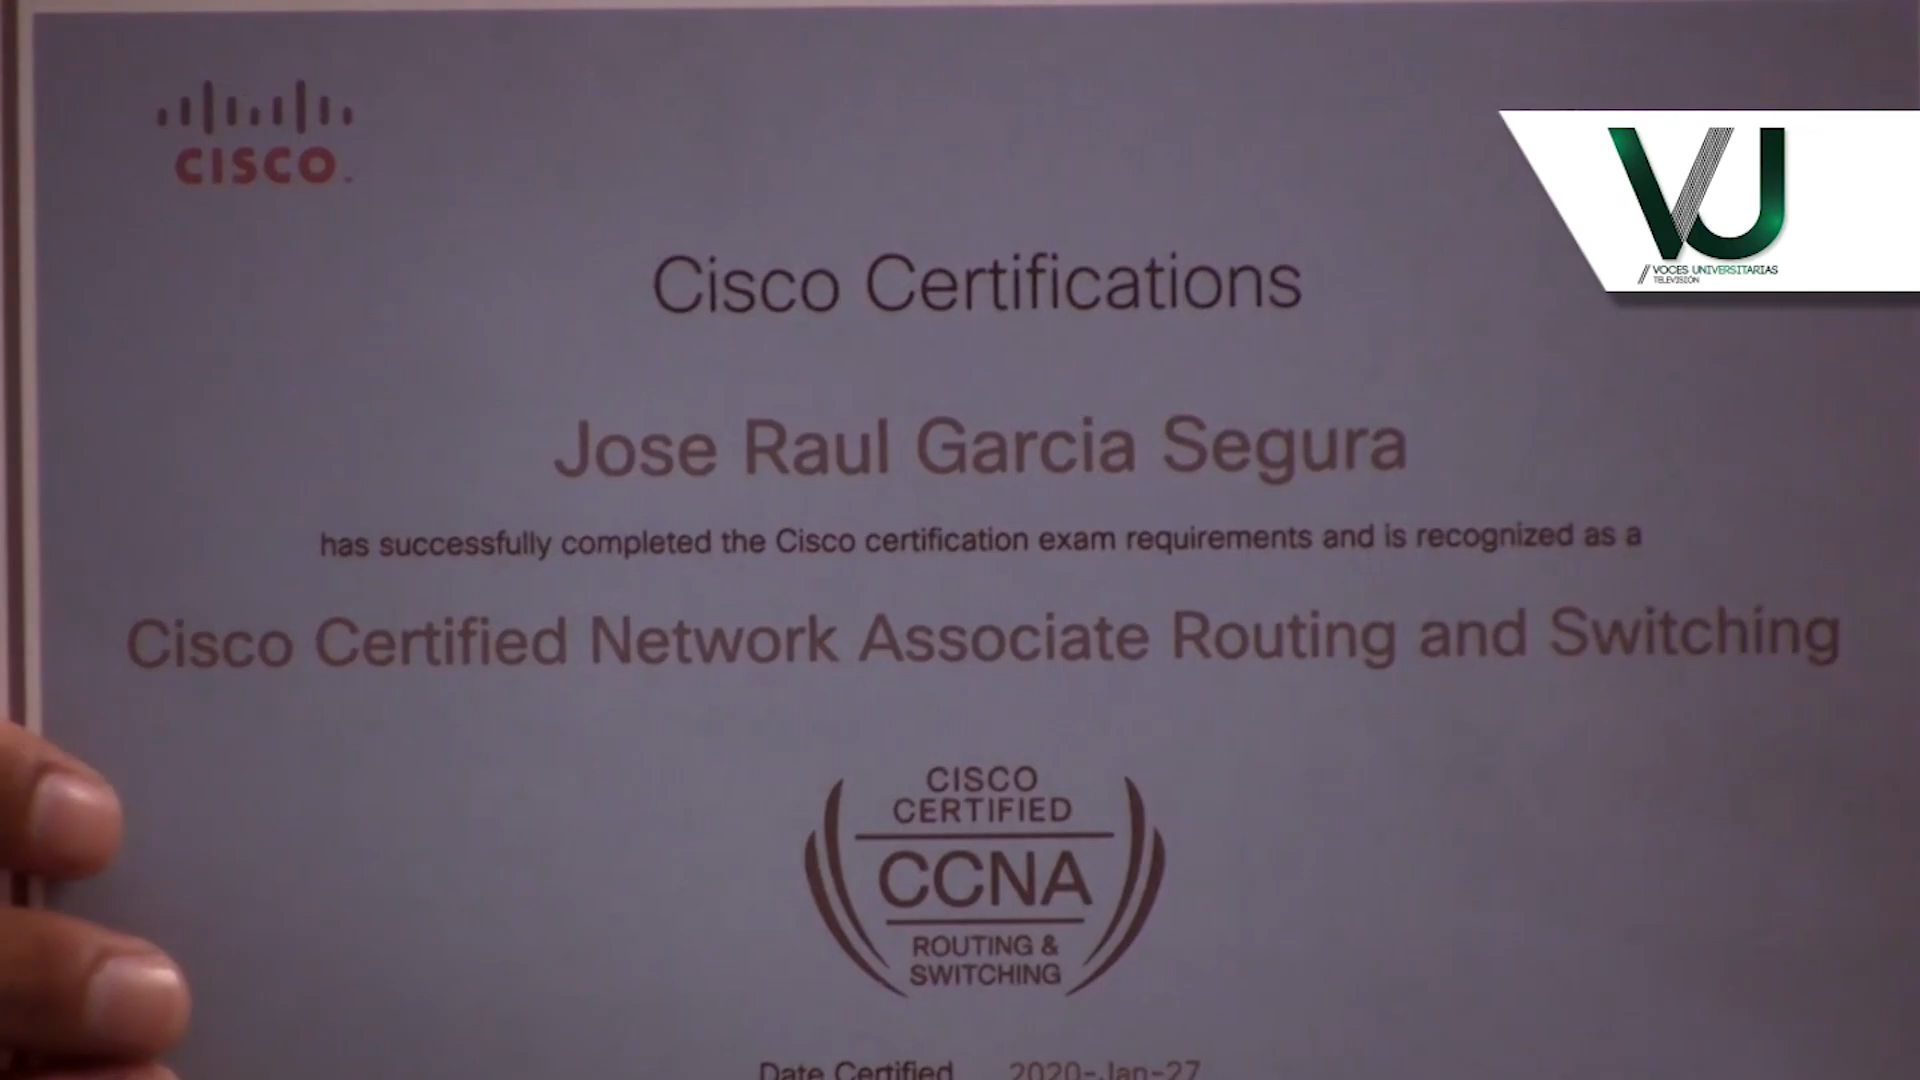 CISCO
VU
VOCES UNIVERSITARIAS
TELEVISIÓN
Cisco Certifications
Jose Raul Garcia Segura
has successfully completed the Cisco certification exam requirements and is recognized as a
Cisco Certified Network Associate Routing and Switching
CISCO
CERTIFIED
CCNA
ROUTING &
SWITCHING
Date Certified 2020-Jan-27